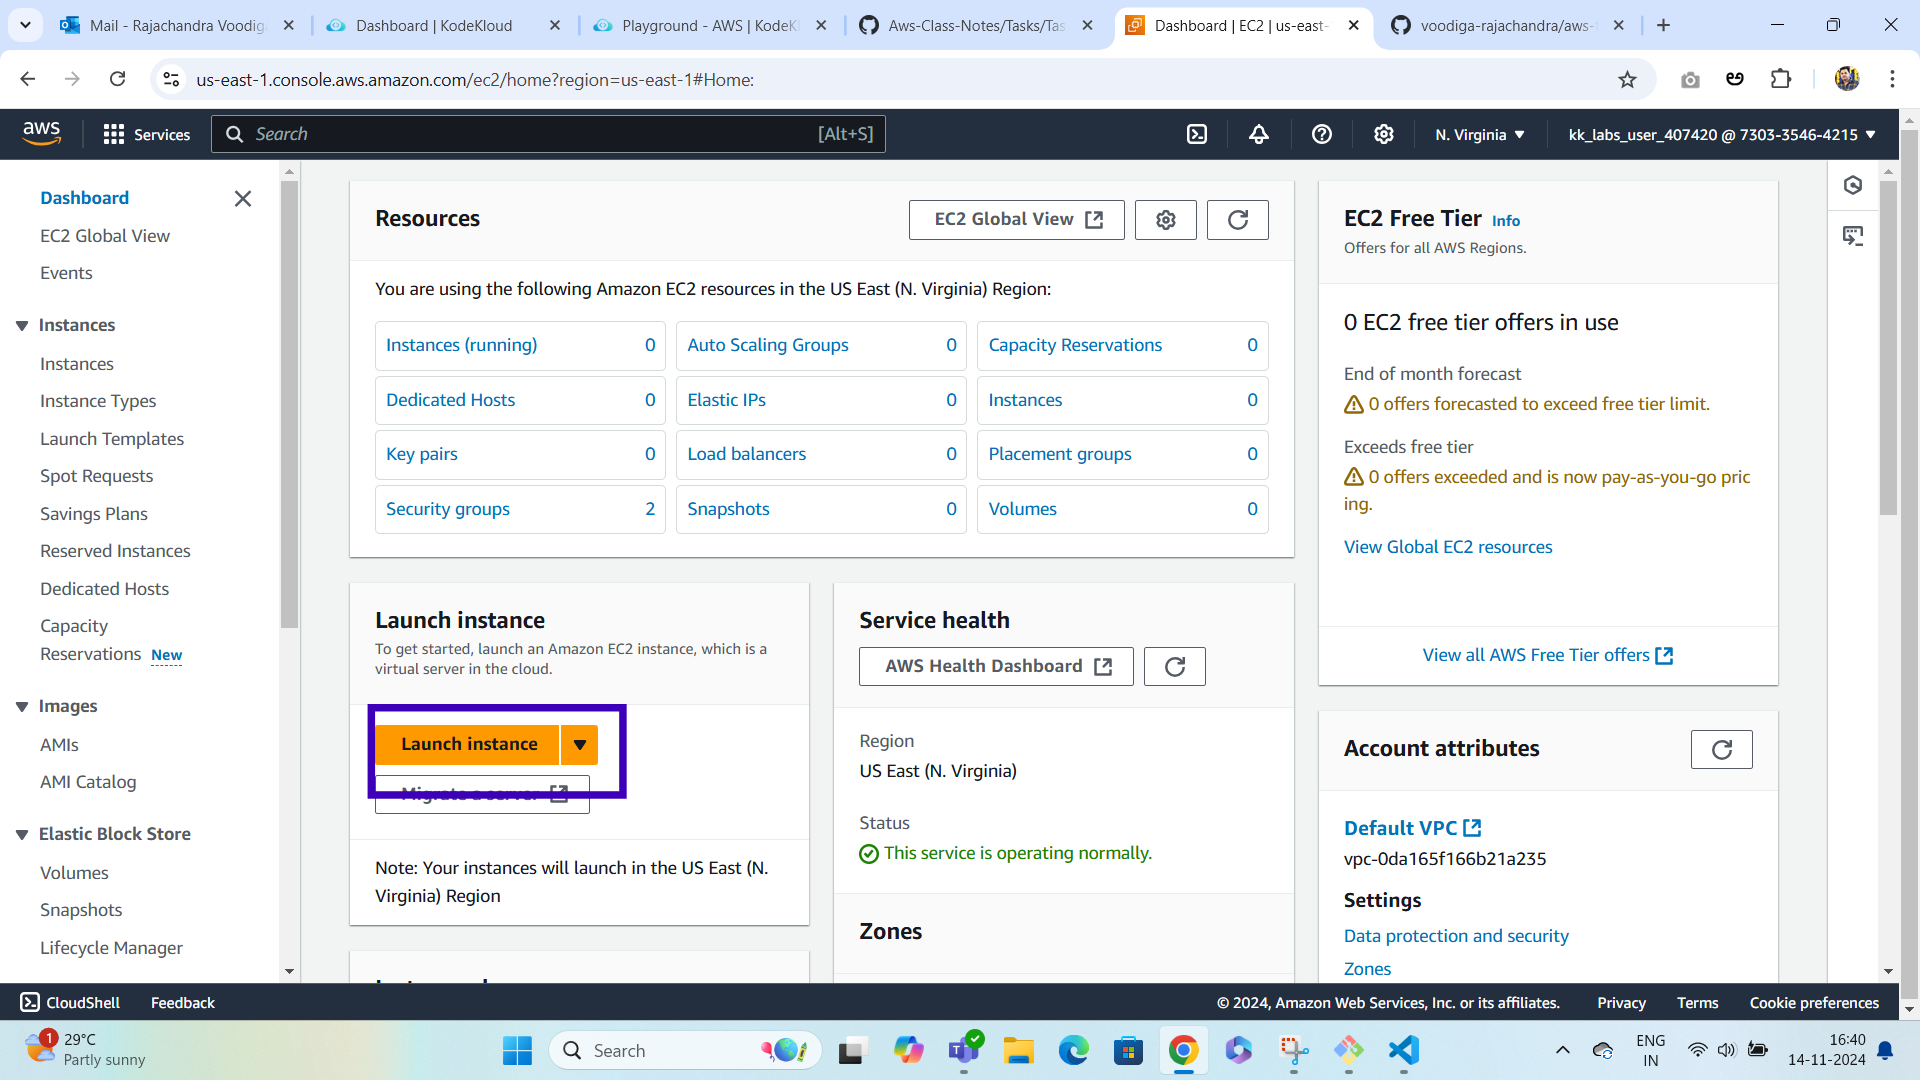 Mail - Rajachandra Voodig
Dashboard | KodeKloud
Playground - AWS | KodeKl
Aws-Class-Notes/Tasks/Tas
Dashboard | EC2 | us-east-
voodiga-rajachandra/aws-
us-east-1.console.aws.amazon.com/ec2/home?region=us-east-1#Home:
aws
Services
Search
[Alt+S]
N. Virginia
kk_labs_user_407420 @ 7303-3546-4215
Dashboard
EC2 Global View
Events
Instances
Instances
Instance Types
Launch Templates
Spot Requests
Savings Plans
Reserved Instances
Dedicated Hosts
Capacity
Reservations New
Images
AMIs
AMI Catalog
Elastic Block Store
Volumes
Snapshots
Lifecycle Manager
Resources
EC2 Global View
You are using the following Amazon EC2 resources in the US East (N. Virginia) Region:
Instances (running) 0
Auto Scaling Groups 0
Capacity Reservations 0
Dedicated Hosts 0
Elastic IPs 0
Instances 0
Key pairs 0
Load balancers 0
Placement groups 0
Security groups 2
Snapshots 0
Volumes 0
Launch instance
To get started, launch an Amazon EC2 instance, which is a
virtual server in the cloud.
Launch instance
Migrate a server
Note: Your instances will launch in the US East (N.
Virginia) Region
Service health
AWS Health Dashboard
Region
US East (N. Virginia)
Status
This service is operating normally.
Zones
EC2 Free Tier Info
Offers for all AWS Regions.
0 EC2 free tier offers in use
End of month forecast
0 offers forecasted to exceed free tier limit.
Exceeds free tier
0 offers exceeded and is now pay-as-you-go pric
ing.
View Global EC2 resources
View all AWS Free Tier offers
Account attributes
Default VPC
vpc-0da165f166b21a235
Settings
Data protection and security
Zones
CloudShell
Feedback
© 2024, Amazon Web Services, Inc. or its affiliates.
Privacy
Terms
Cookie preferences
1
29°C
Partly sunny
Search
ENG
IN
16:40
14-11-2024